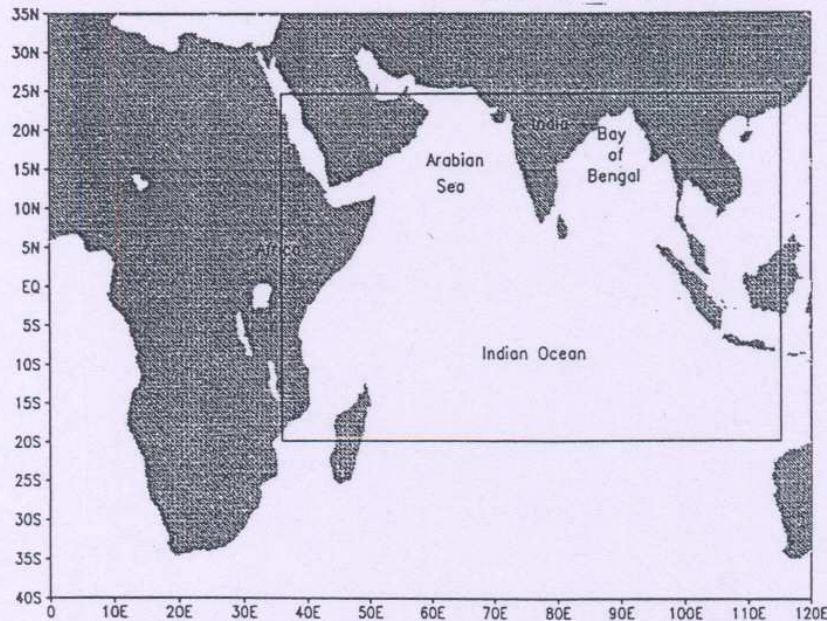 35N
30N
25N
20N
15N
10N
5N
EQ
5S
10S
15S
20S
25S
30S
35S
40S
India
Bay
of
Bengal
Arabian
Sea
Africa
Indian Ocean
0 10E 20E 30E 40E 50E 60E 70E 80E 90E 100E 110E 120E